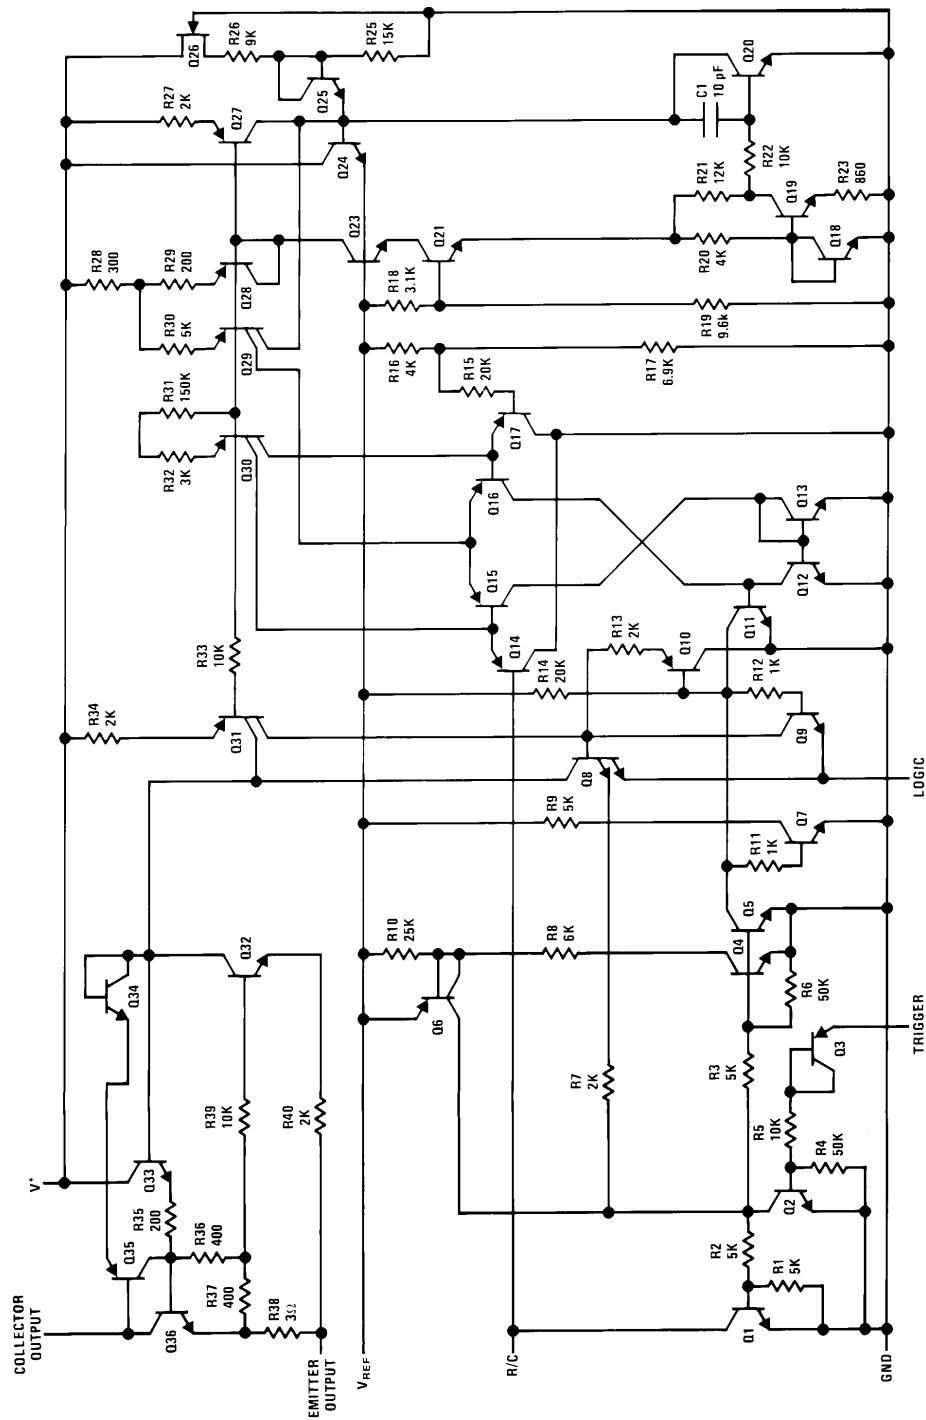 COLLECTOR
OUTPUT
V+
Q35
Q36
R35
200
Q33
R36
400
R37
400
R38
3Ω
EMITTER
OUTPUT
Q34
R39
10K
R40
2K
Q32
R34
2K
Q31
R33
10K
R32
3K
R31
150K
Q30
R30
5K
Q29
R28
300
R29
200
Q28
R27
2K
Q27
Q26
R26
9K
R25
15K
Q25
Q24
Q23
VREF
R/C
Q6
R10
25K
R8
6K
R7
2K
R9
5K
Q8
R14
20K
Q14
Q15
Q16
Q17
R15
20K
R16
4K
R17
6.9K
R18
3.1K
R19
9.6k
Q21
R13
2K
Q10
Q11
R12
1K
Q9
Q12
Q13
R20
4K
R21
12K
R22
10K
C1
10 pF
Q20
Q19
Q18
R23
860
Q1
R1
5K
R2
5K
Q2
R4
50K
R5
10K
R3
5K
Q3
R6
50K
Q4
Q5
R11
1K
Q7
GND
TRIGGER
LOGIC